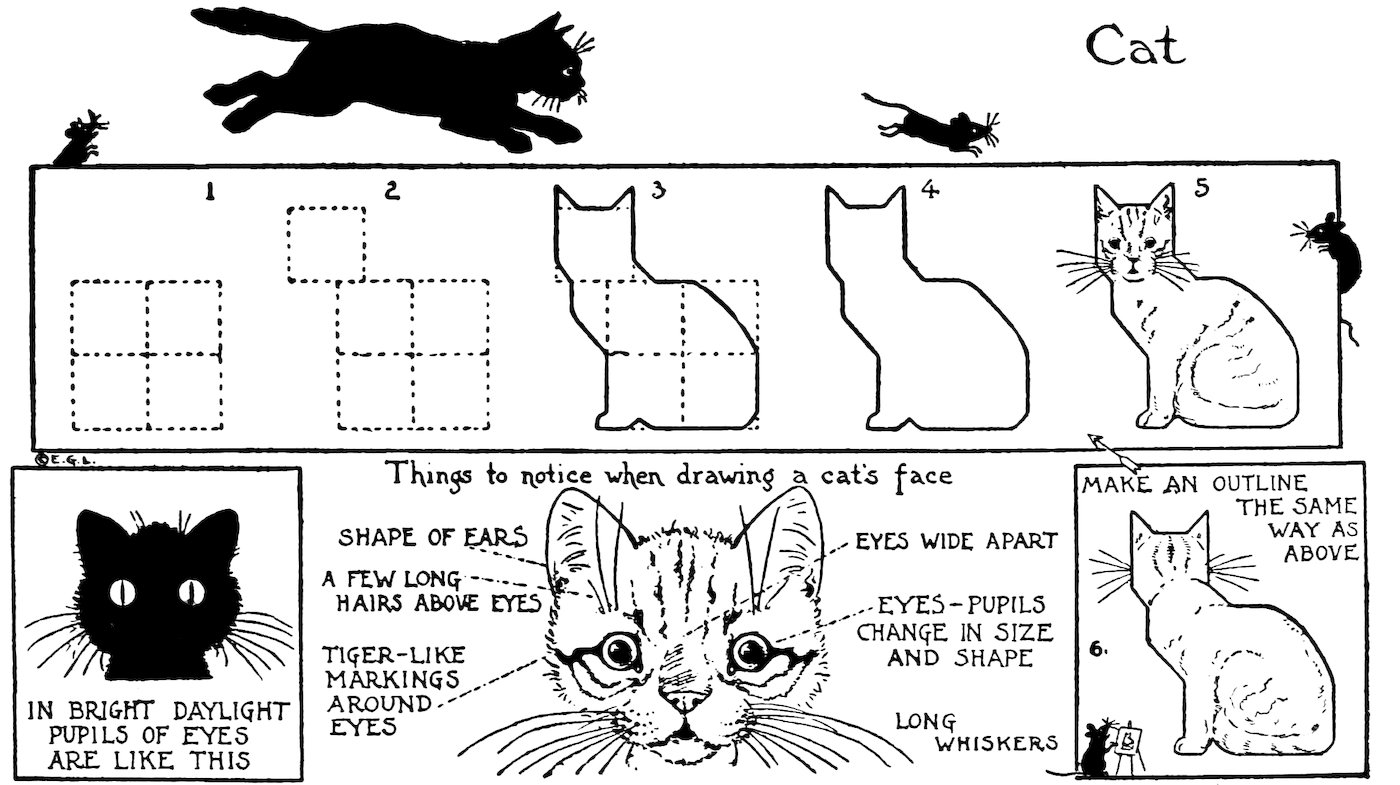 Cat
1
2
3
4
5
© E.G.L.
Things to notice when drawing a cat's face
IN BRIGHT DAYLIGHT
PUPILS OF EYES
ARE LIKE THIS
SHAPE OF EARS
A FEW LONG
HAIRS ABOVE EYES
TIGER-LIKE
MARKINGS
AROUND
EYES
EYES WIDE APART
EYES-PUPILS
CHANGE IN SIZE
AND SHAPE
LONG
WHISKERS
MAKE AN OUTLINE
THE SAME
WAY AS
ABOVE
6.